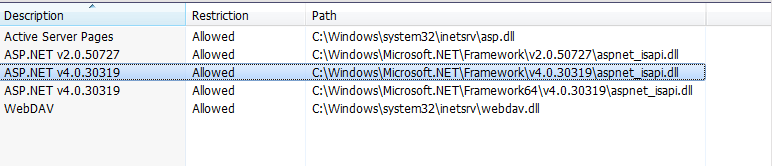 Description Restriction Path
Active Server Pages Allowed C:\Windows\system32\inetsrv\asp.dll
ASP.NET v2.0.50727 Allowed C:\Windows\Microsoft.NET\Framework\v2.0.50727\aspnet_isapi.dll
ASP.NET v4.0.30319 Allowed C:\Windows\Microsoft.NET\Framework\v4.0.30319\aspnet_isapi.dll
ASP.NET v4.0.30319 Allowed C:\Windows\Microsoft.NET\Framework64\v4.0.30319\aspnet_isapi.dll
WebDAV Allowed C:\Windows\system32\inetsrv\webdav.dll